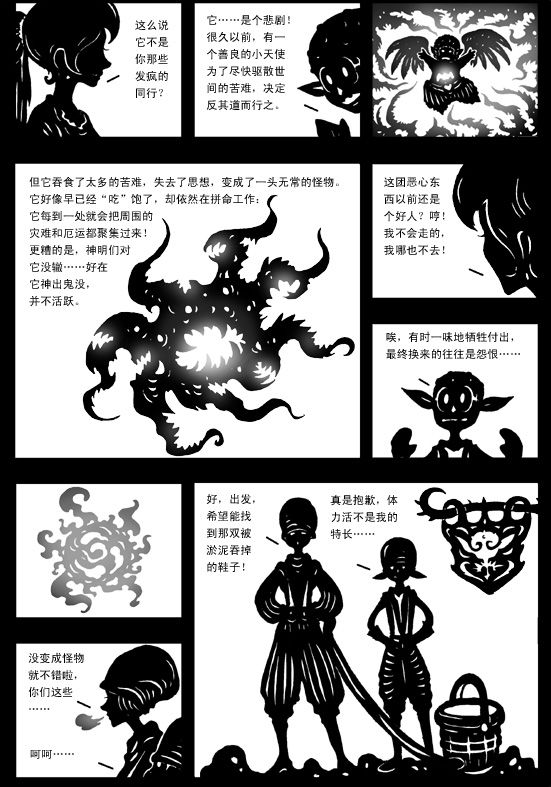 这么说
它不是
你那些
发疯的
同行？
它……是个悲剧！
很久以前，有一
个善良的小天使
为了尽快驱散世
间的苦难，决定
反其道而行之。
但它吞食了太多的苦难，失去了思想，变成了一头无常的怪物。
它好像早已经“吃”饱了，却依然在拼命工作：
它每到一处就会把周围的
灾难和厄运都聚集过来！
更糟的是，神明们对
它没辙……好在
它神出鬼没，
并不活跃。
这团恶心东
西以前还是
个好人？哼！
我不会走的，
我哪也不去！
唉，有时一味地牺牲付出，
最终换来的往往是怨恨……
好，出发，
希望能找
到那双被
淤泥吞掉
的鞋子！
真是抱歉，体
力活不是我的
特长……
没变成怪物
就不错啦，
你们这些
……
呵呵……